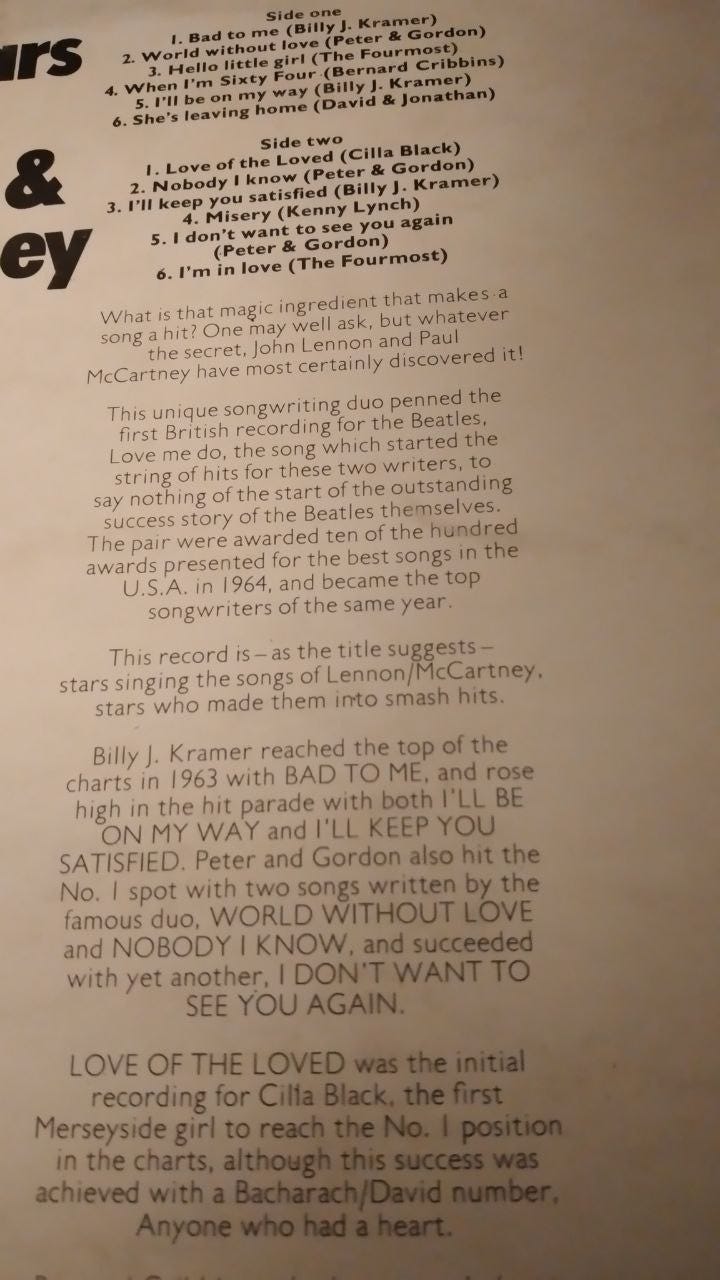 ars
&
ey
Side one
1. Bad to me (Billy J. Kramer)
2. World without love (Peter & Gordon)
3. Hello little girl (The Fourmost)
4. When I'm Sixty Four (Bernard Cribbins)
5. I'll be on my way (Billy J. Kramer)
6. She's leaving home (David & Jonathan)
Side two
1. Love of the Loved (Cilla Black)
2. Nobody I know (Peter & Gordon)
3. I'll keep you satisfied (Billy J. Kramer)
4. Misery (Kenny Lynch)
5. I don't want to see you again
(Peter & Gordon)
6. I'm in love (The Fourmost)
What is that magic ingredient that makes a
song a hit? One may well ask, but whatever
the secret, John Lennon and Paul
McCartney have most certainly discovered it!
This unique songwriting duo penned the
first British recording for the Beatles,
Love me do, the song which started the
string of hits for these two writers, to
say nothing of the start of the outstanding
success story of the Beatles themselves.
The pair were awarded ten of the hundred
awards presented for the best songs in the
U.S.A. in 1964, and became the top
songwriters of the same year.
This record is – as the title suggests –
stars singing the songs of Lennon/McCartney,
stars who made them into smash hits.
Billy J. Kramer reached the top of the
charts in 1963 with BAD TO ME, and rose
high in the hit parade with both I'LL BE
ON MY WAY and I'LL KEEP YOU
SATISFIED. Peter and Gordon also hit the
No. 1 spot with two songs written by the
famous duo, WORLD WITHOUT LOVE
and NOBODY I KNOW, and succeeded
with yet another, I DON'T WANT TO
SEE YOU AGAIN.
LOVE OF THE LOVED was the initial
recording for Cilla Black, the first
Merseyside girl to reach the No. 1 position
in the charts, although this success was
achieved with a Bacharach/David number,
Anyone who had a heart.